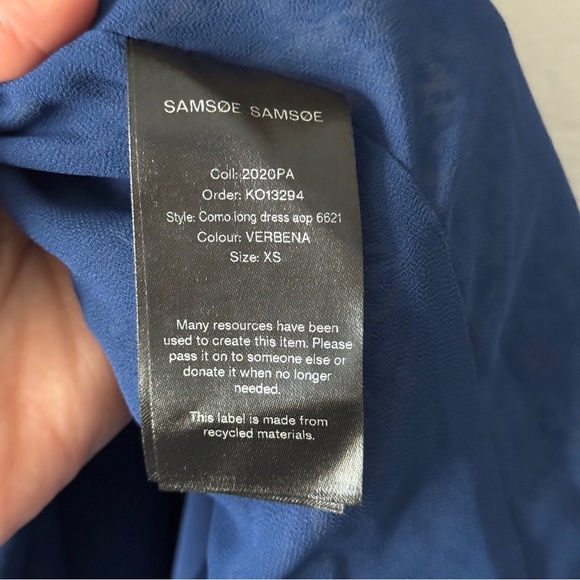 SAMSØE SAMSØE
Coll: 2020PA
Order: KO13294
Style: Como long dress aop 6621
Colour: VERBENA
Size: XS
Many resources have been
used to create this item. Please
pass it on to someone else or
donate it when no longer
needed.
This label is made from
recycled materials.